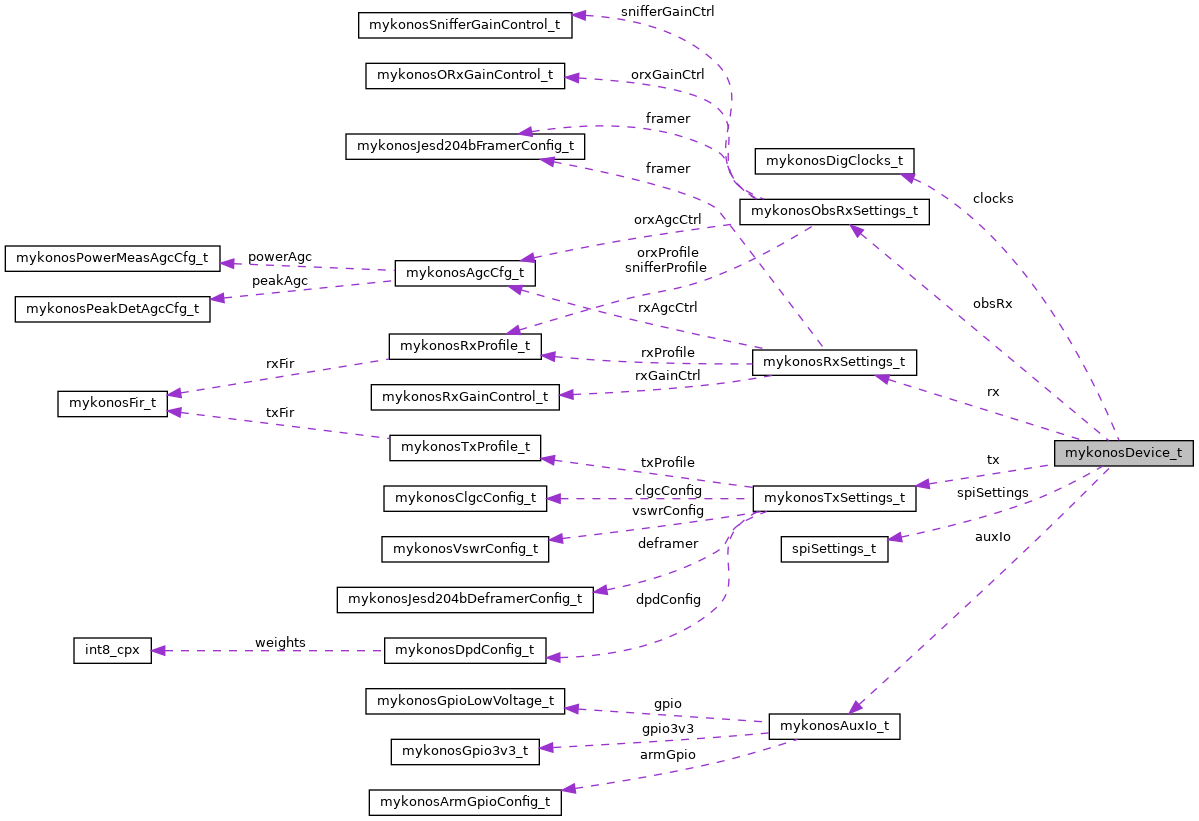 snifferGainCtrl
mykonosSnifferGainControl_t
orxGainCtrl
mykonosORxGainControl_t
framer
mykonosJesd204bFramerConfig_t
mykonosDigClocks_t
framer
clocks
mykonosObsRxSettings_t
orxAgcCtrl
orxProfile
snifferProfile
mykonosPowerMeasAgcCfg_t
powerAgc
mykonosAgcCfg_t
peakAgc
mykonosPeakDetAgcCfg_t
obsRx
rxAgcCtrl
mykonosRxProfile_t
rxProfile
mykonosRxSettings_t
rxFir
rxGainCtrl
mykonosRxGainControl_t
rx
mykonosFir_t
txFir
mykonosTxProfile_t
mykonosDevice_t
txProfile
tx
clgcConfig
spiSettings
mykonosClgcConfig_t
mykonosTxSettings_t
vswrConfig
auxIo
deframer
mykonosVswrConfig_t
spiSettings_t
mykonosJesd204bDeframerConfig_t
dpdConfig
int8_cpx
weights
mykonosDpdConfig_t
gpio
mykonosGpioLowVoltage_t
gpio3v3
mykonosAuxIo_t
mykonosGpio3v3_t
armGpio
mykonosArmGpioConfig_t